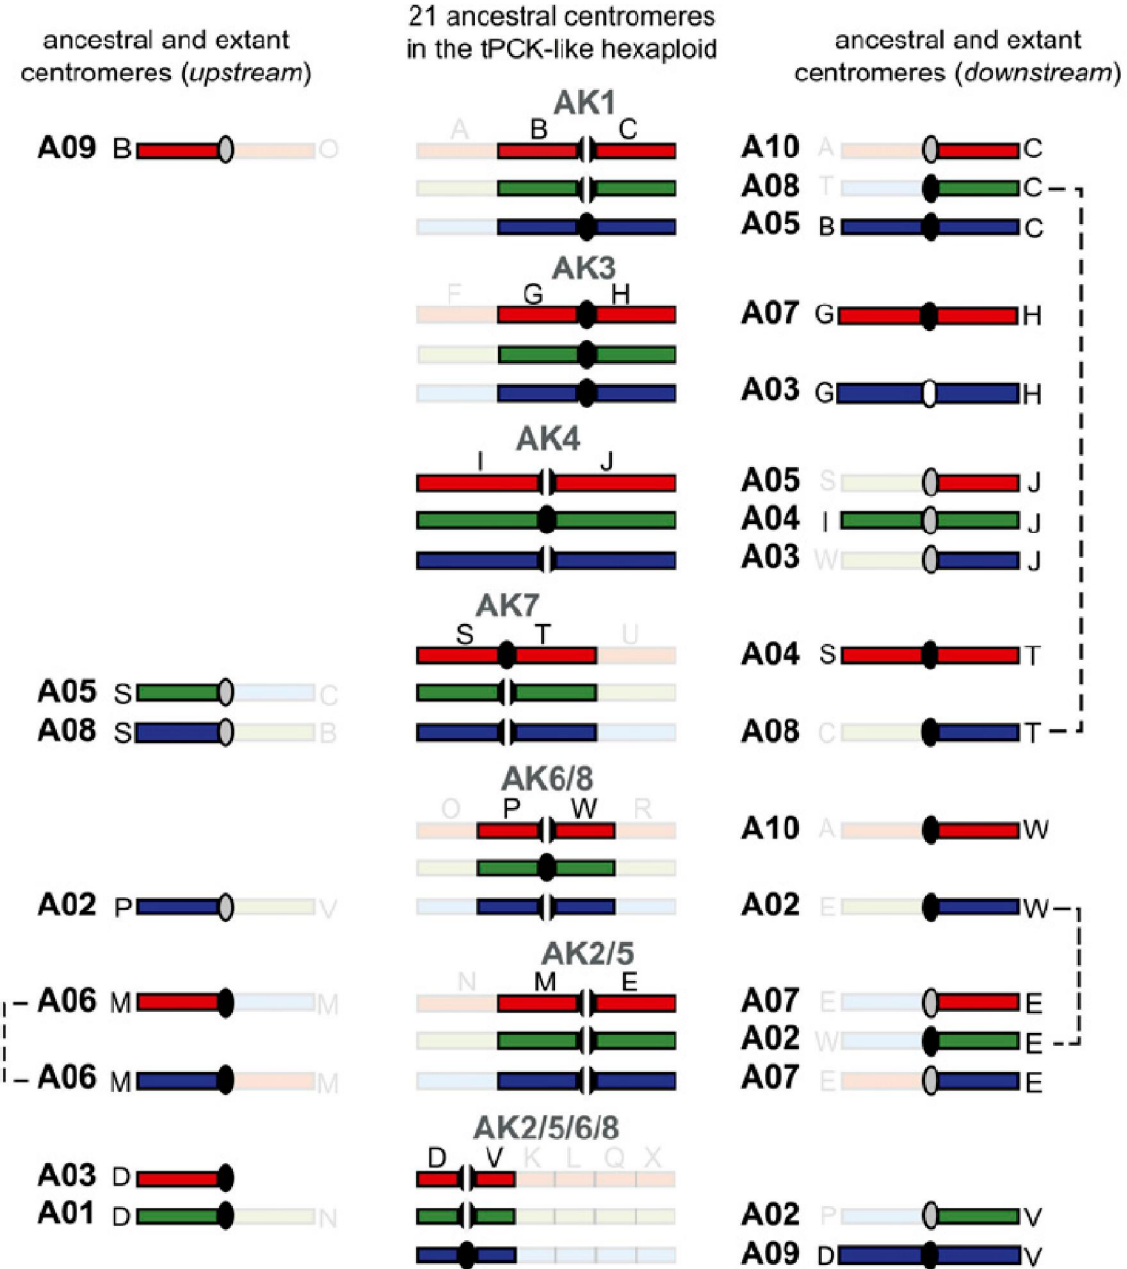 ancestral and extant
centromeres (upstream)
21 ancestral centromeres
in the tPCK-like hexaploid
ancestral and extant
centromeres (downstream)
AK1
A B C
A09 B O
A10 A C
A08 T C
A05 B C
AK3
F G H
A07 G H
A03 G H
AK4
I J
A05 S J
A04 I J
A03 W J
AK7
S T U
A04 S T
A05 S C
A08 S B
A08 C T
AK6/8
O P W R
A10 A W
A02 P V
A02 E W
AK2/5
N M E
A06 M M
A07 E E
A02 W E
A06 M M
A07 E E
AK2/5/6/8
D V K L Q X
A03 D
A01 D N
A02 P V
A09 D V